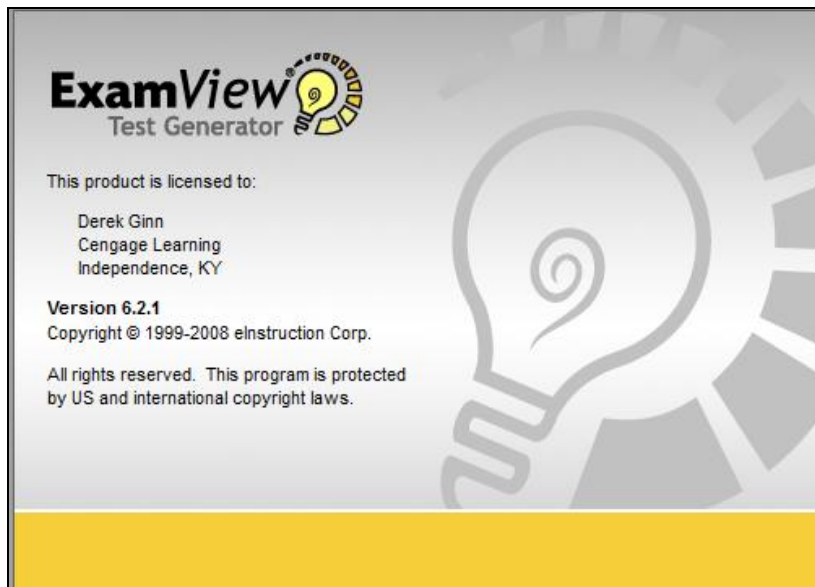 ExamView®
Test Generator
This product is licensed to:
Derek Ginn
Cengage Learning
Independence, KY
Version 6.2.1
Copyright © 1999-2008 eInstruction Corp.
All rights reserved.  This program is protected
by US and international copyright laws.